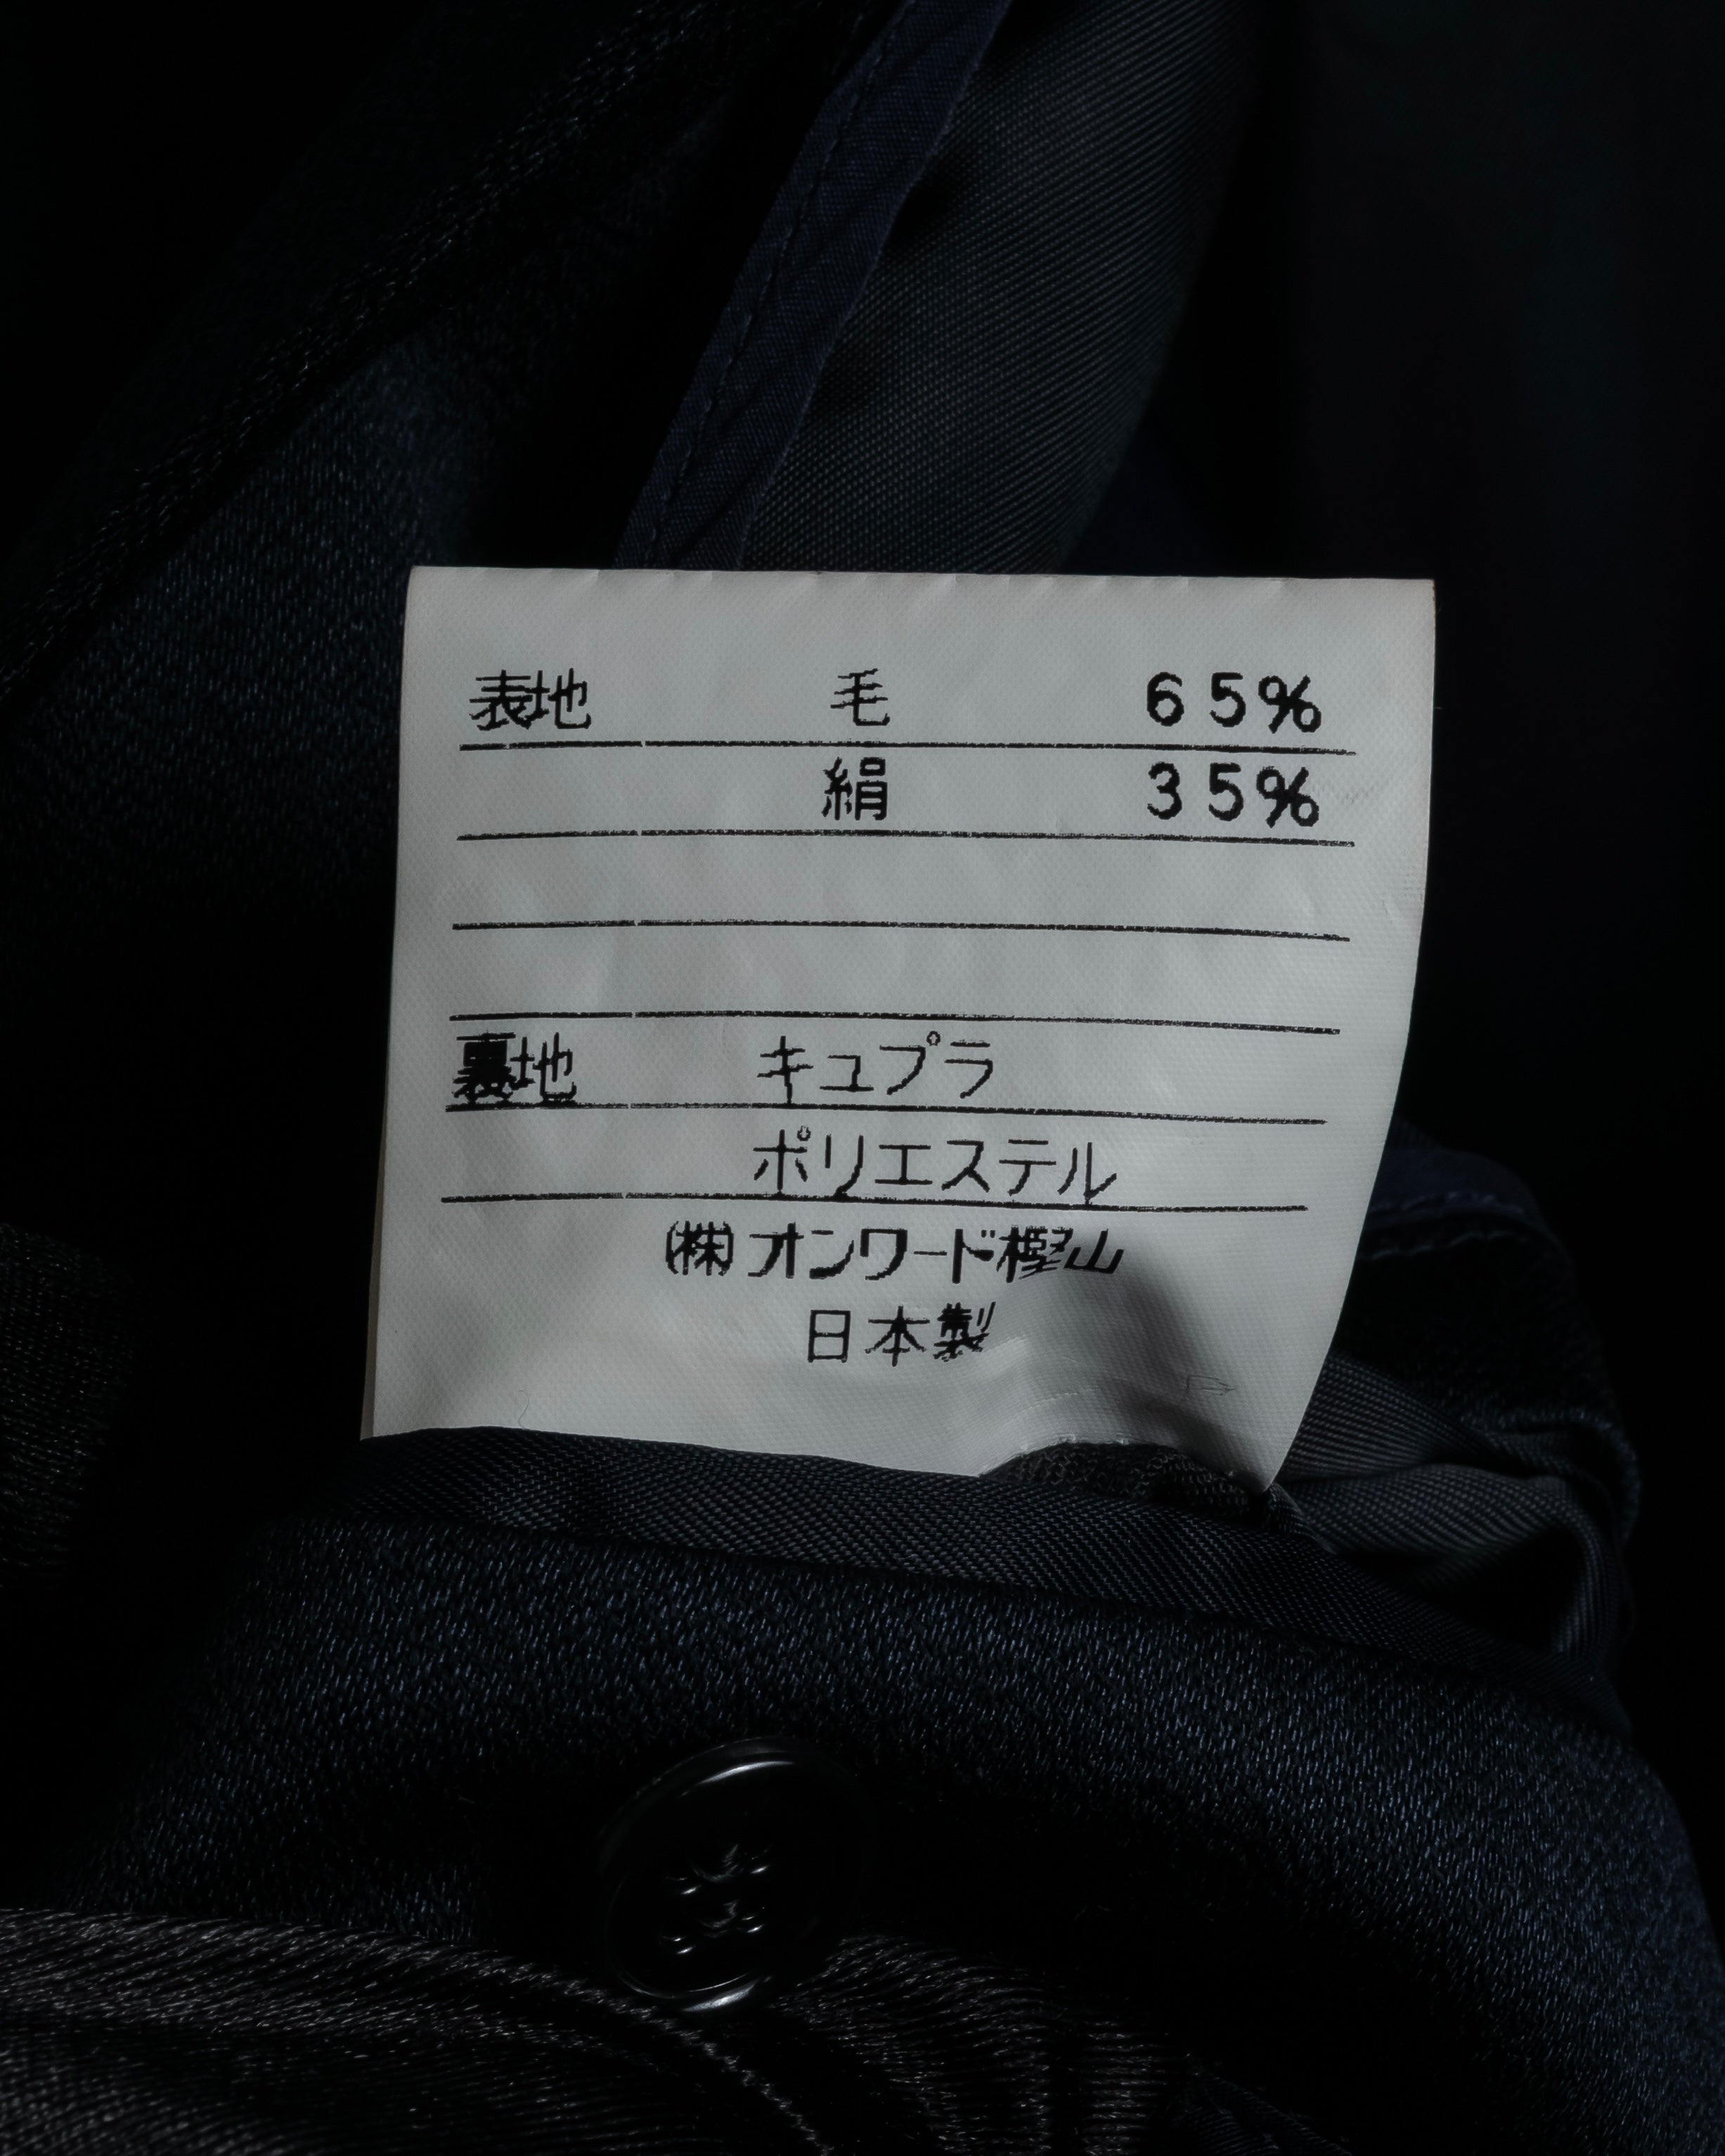 表地 毛 65%
絹 35%
裏地 キュプラ
ポリエステル
(株)オンワード樫山
日本製